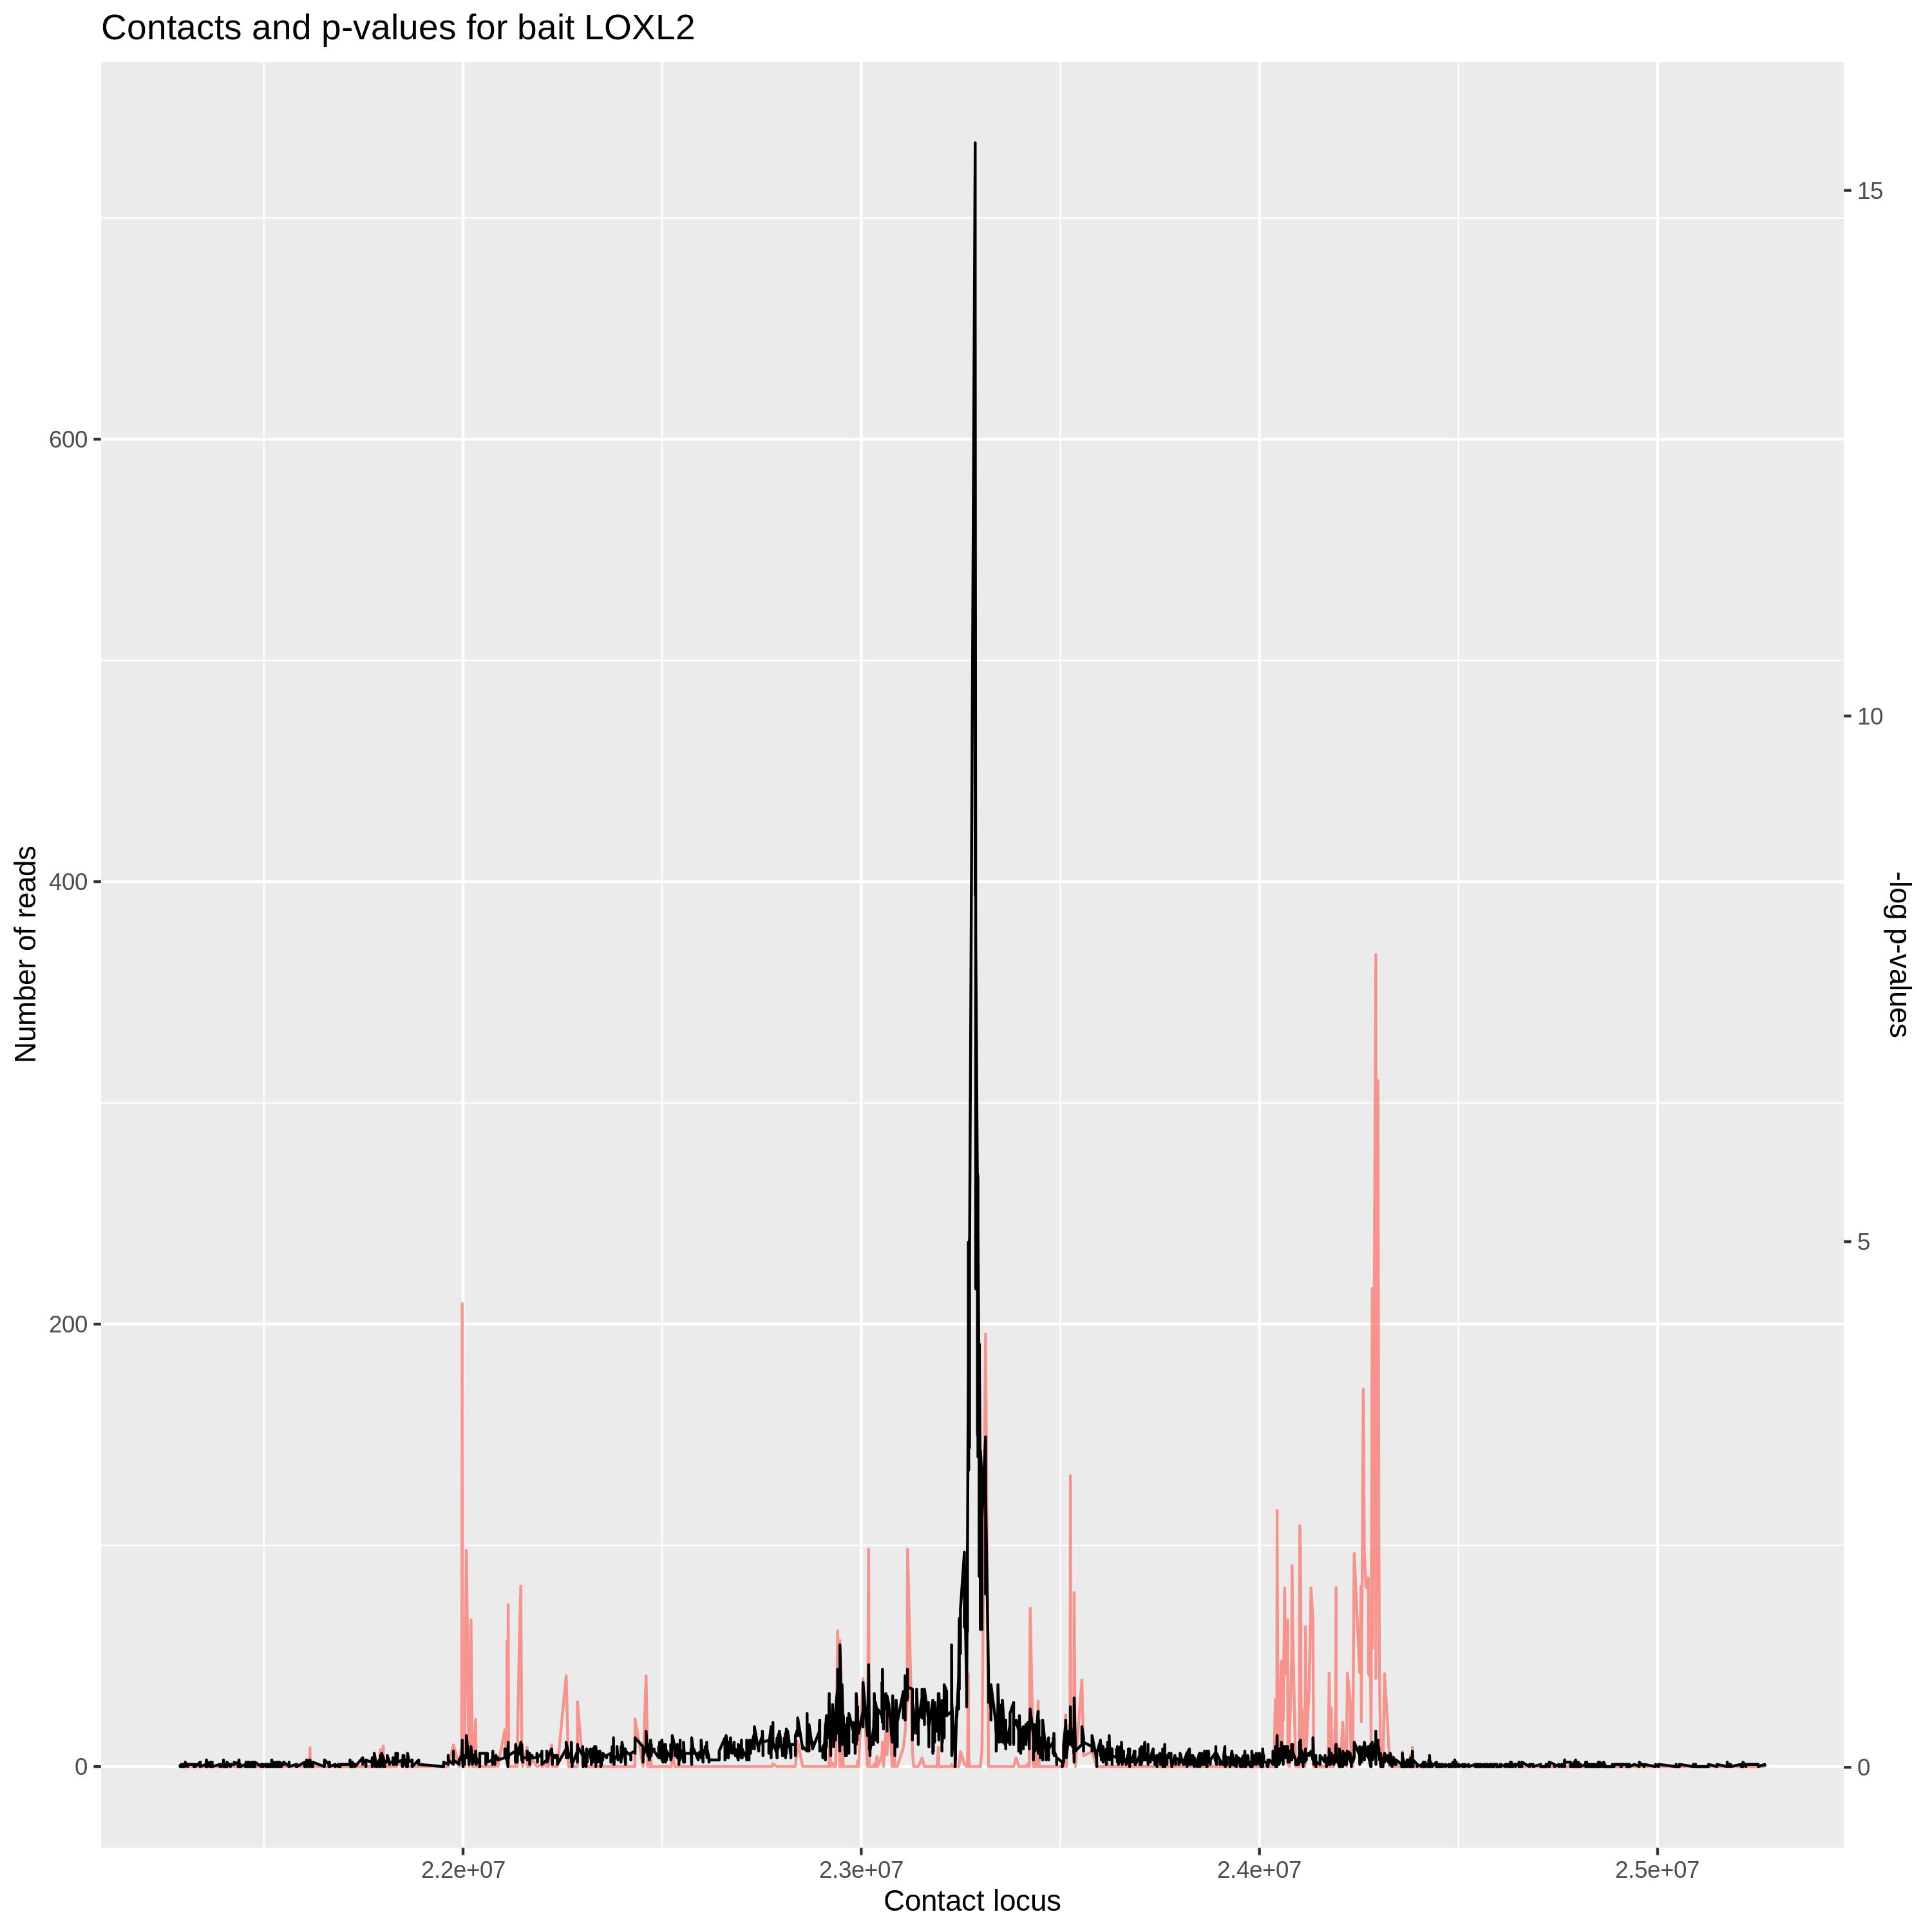 Contacts and p-values for bait LOXL2
Number of reads
600
400
200
0
15
10
5
0
-log p-values
2.2e+07
2.3e+07
2.4e+07
2.5e+07
Contact locus